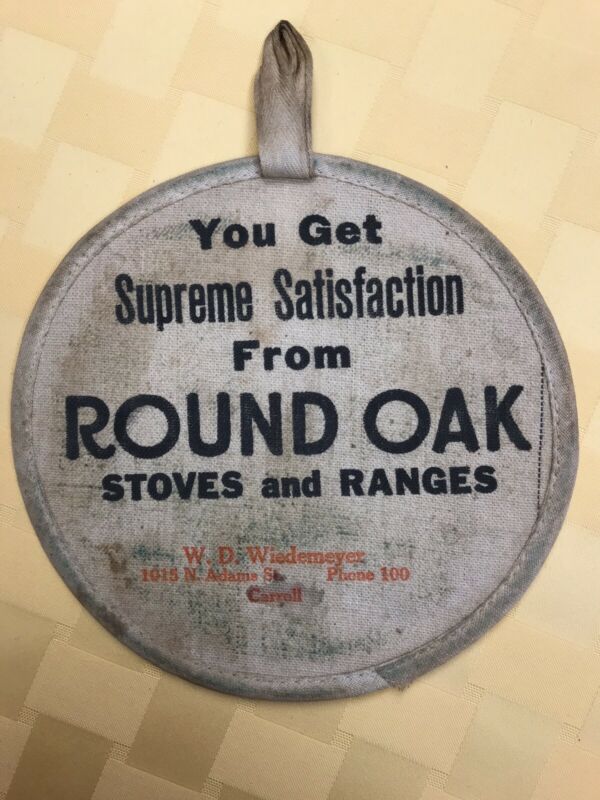 You Get
Supreme Satisfaction
From
ROUND OAK
STOVES and RANGES
W. D. Wiedemeyer
1015 N. Adams St. Phone 100
Carroll